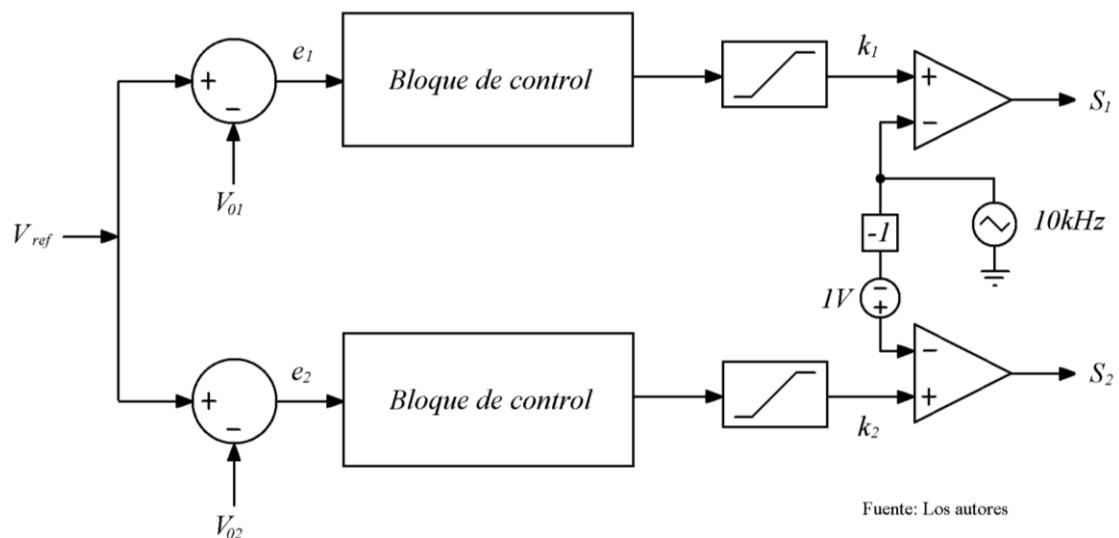 e1
Bloque de control
k1
+
-
V01
+
-
S1
Vref
-1
10kHz
1V
-
+
e2
Bloque de control
k2
+
-
V02
-
+
S2
Fuente: Los autores